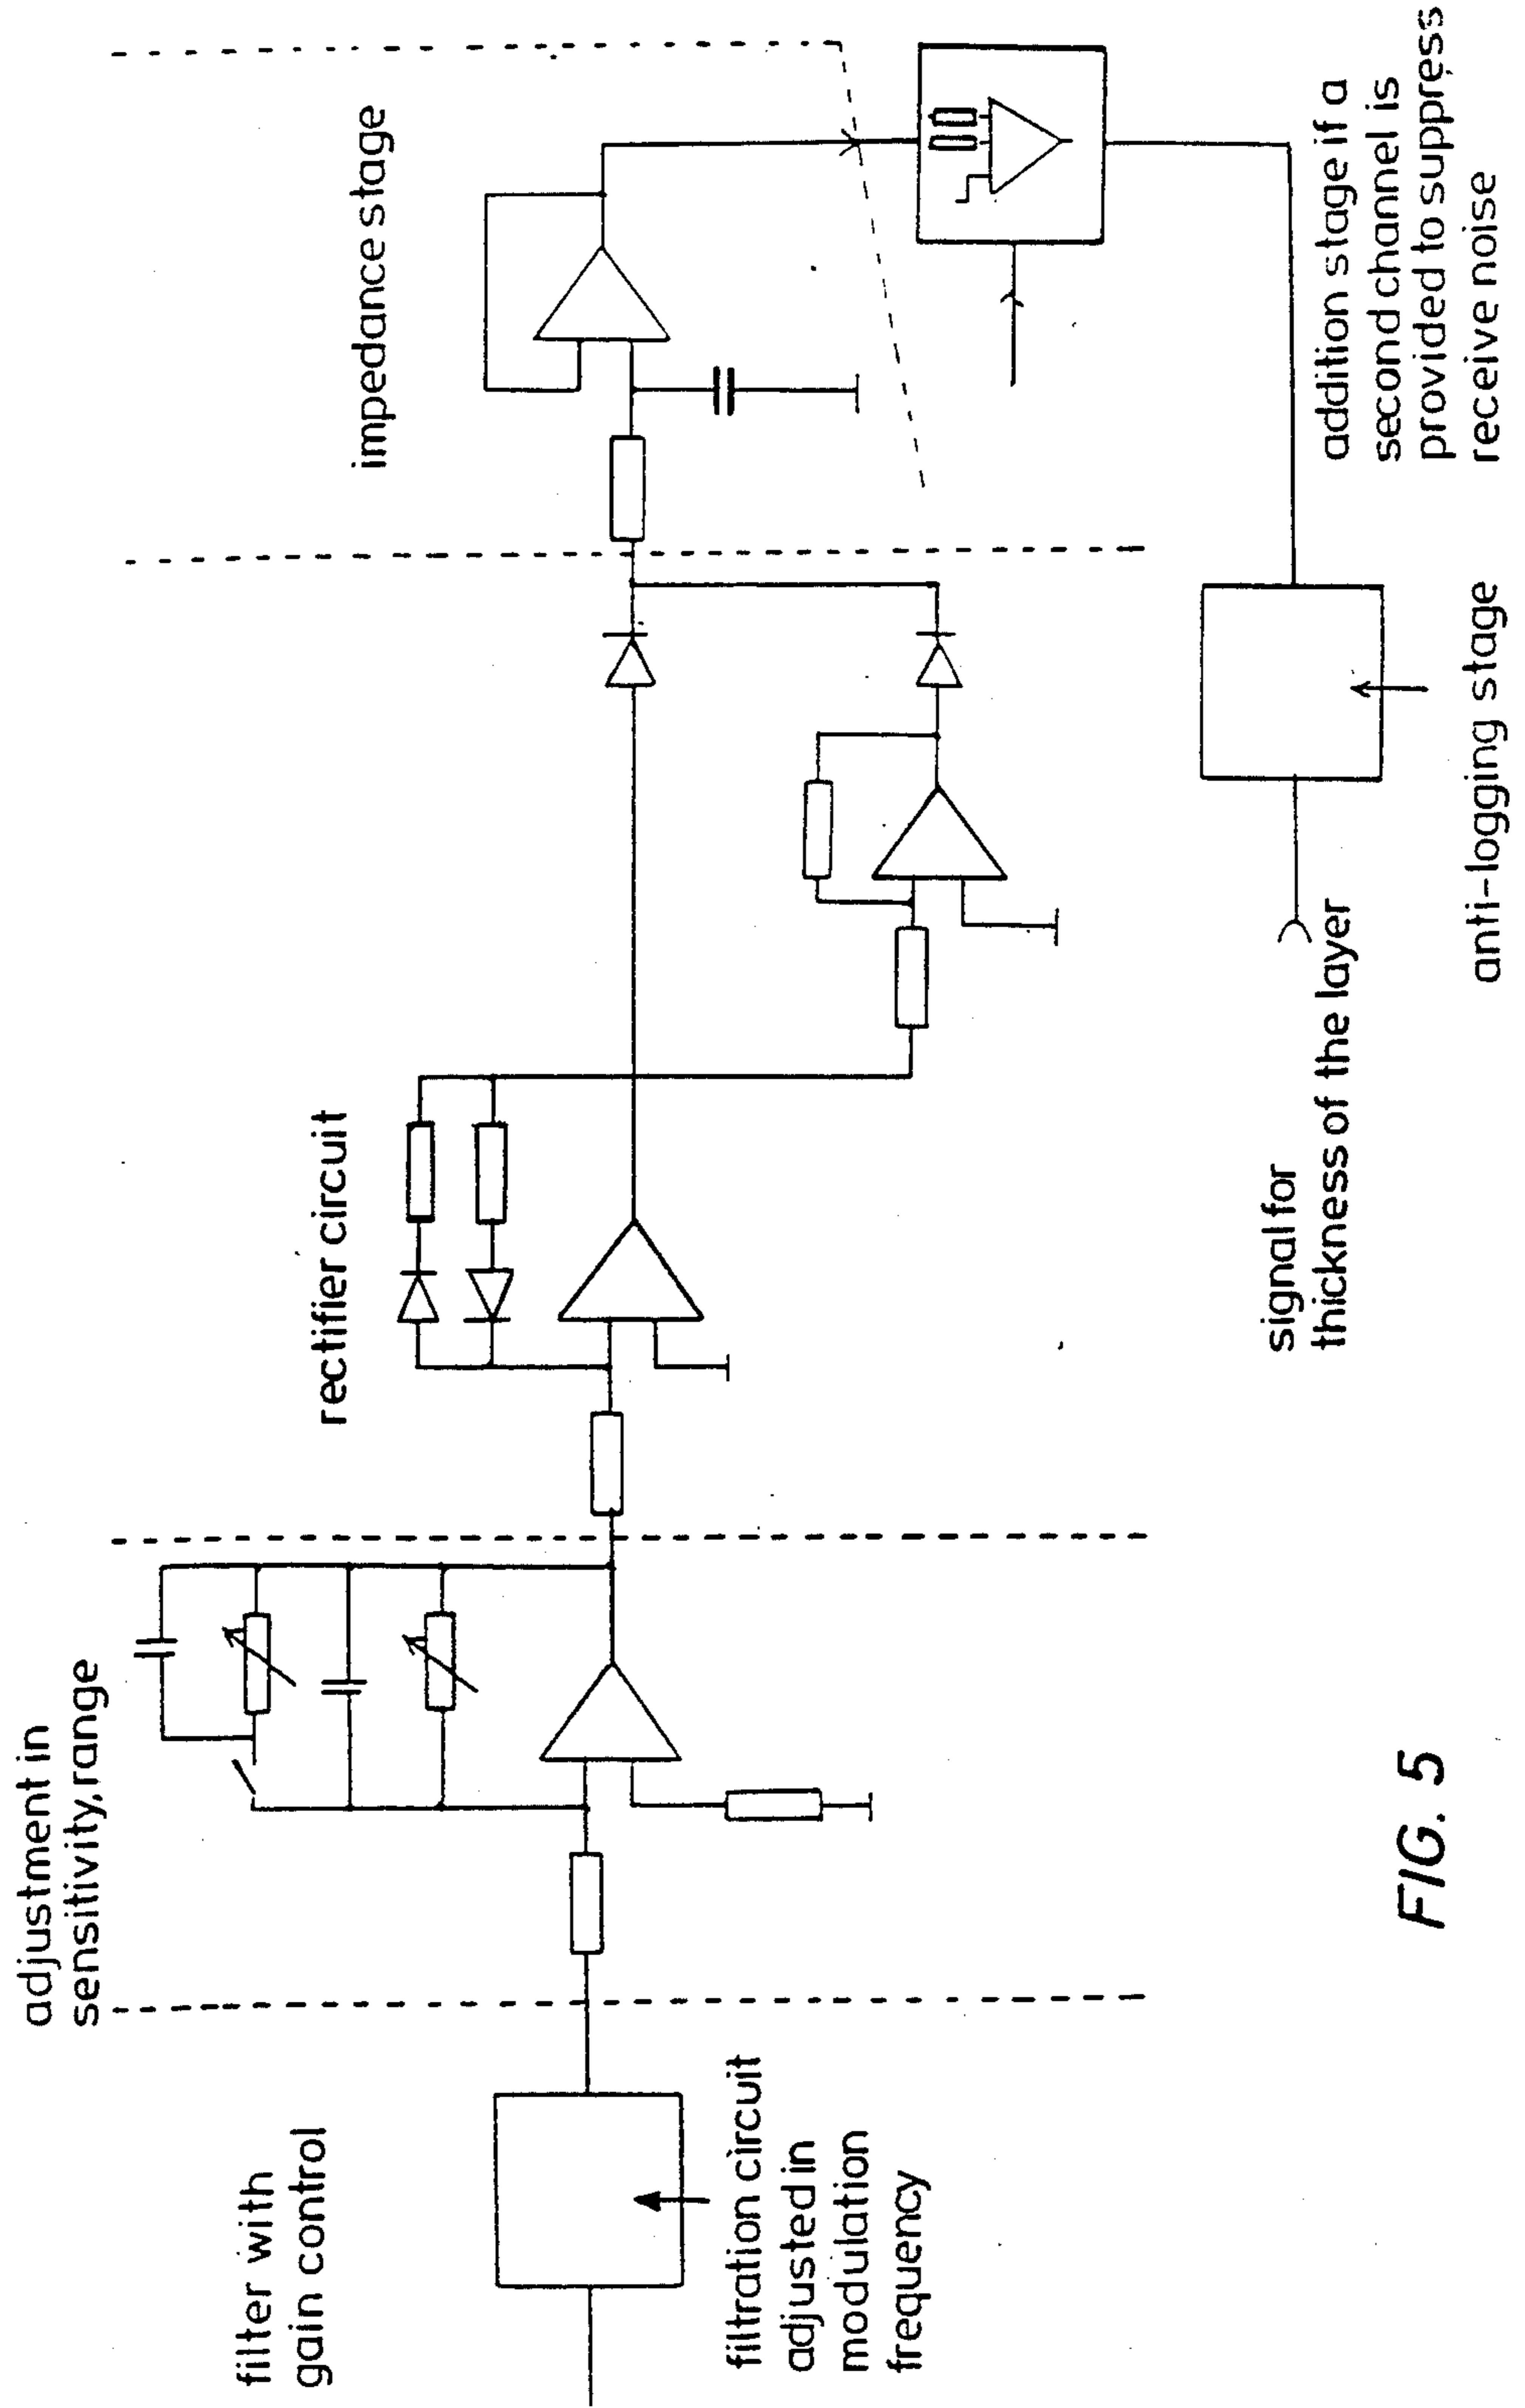 filter with
gain control
filtration circuit
adjusted in
modulation
frequency
adjustment in
sensitivity, range
rectifier circuit
impedance stage
addition stage if a
second channel is
provided to suppress
receive noise
signal for
thickness of the layer
anti-logging stage
FIG. 5